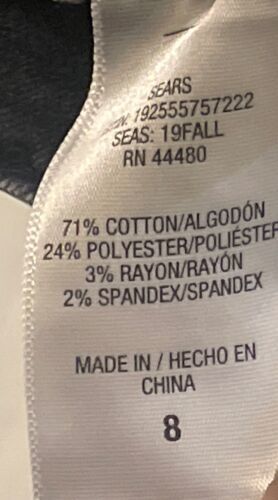 SEARS
192555757222
SEAS: 19FALL
RN 44480
71% COTTON/ALGODÓN
24% POLYESTER/POLIÉSTER
3% RAYON/RAYÓN
2% SPANDEX/SPANDEX
MADE IN / HECHO EN
CHINA
8